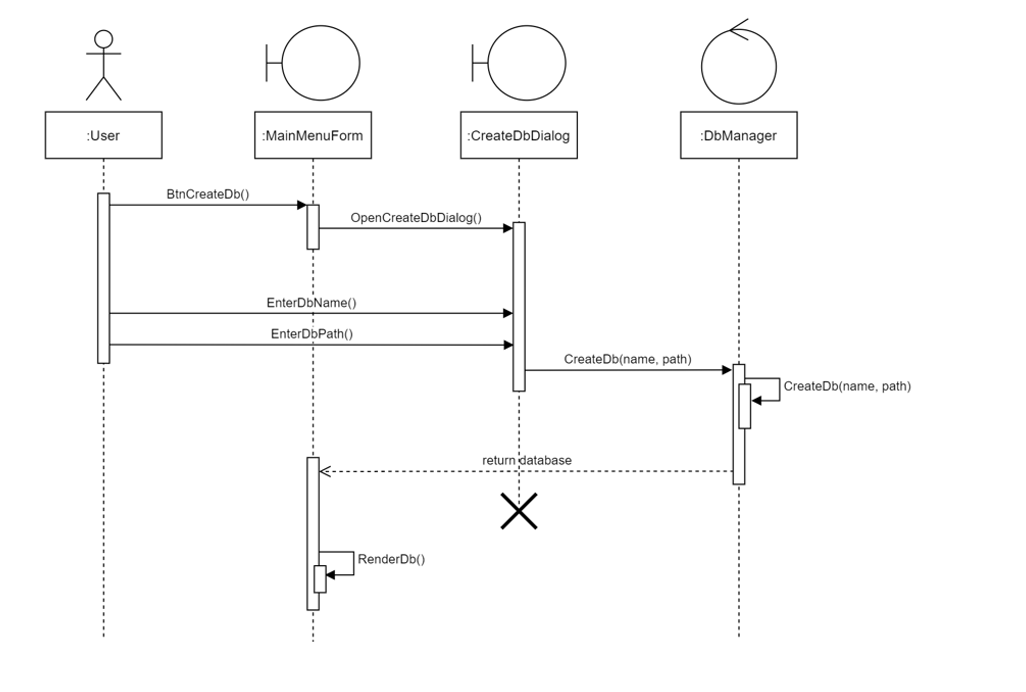 :User
:MainMenuForm
:CreateDbDialog
:DbManager
BtnCreateDb()
OpenCreateDbDialog()
EnterDbName()
EnterDbPath()
CreateDb(name, path)
CreateDb(name, path)
return database
RenderDb()